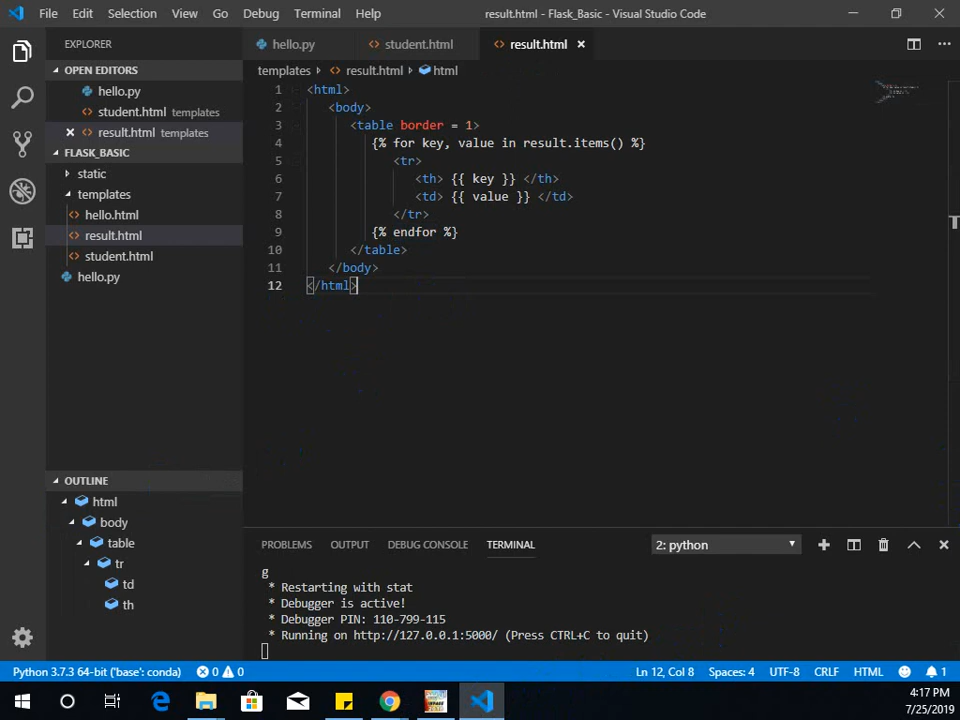 File Edit Selection View Go Debug Terminal Help result.html - Flask_Basic - Visual Studio Code
EXPLORER
OPEN EDITORS
hello.py
student.html templates
result.html templates
FLASK_BASIC
static
templates
hello.html
result.html
student.html
hello.py
OUTLINE
html
body
table
tr
td
th
hello.py student.html result.html
templates result.html html
1 <html>
2 <body>
3 <table border = 1>
4 {% for key, value in result.items() %}
5 <tr>
6 <th> {{ key }} </th>
7 <td> {{ value }} </td>
8 </tr>
9 {% endfor %}
10 </table>
11 </body>
12 </html>
PROBLEMS OUTPUT DEBUG CONSOLE TERMINAL 2: python
g
* Restarting with stat
* Debugger is active!
* Debugger PIN: 110-799-115
* Running on http://127.0.0.1:5000/ (Press CTRL+C to quit)
Python 3.7.3 64-bit ('base': conda) 0 0 Ln 12, Col 8 Spaces: 4 UTF-8 CRLF HTML 1
4:17 PM
7/25/2019